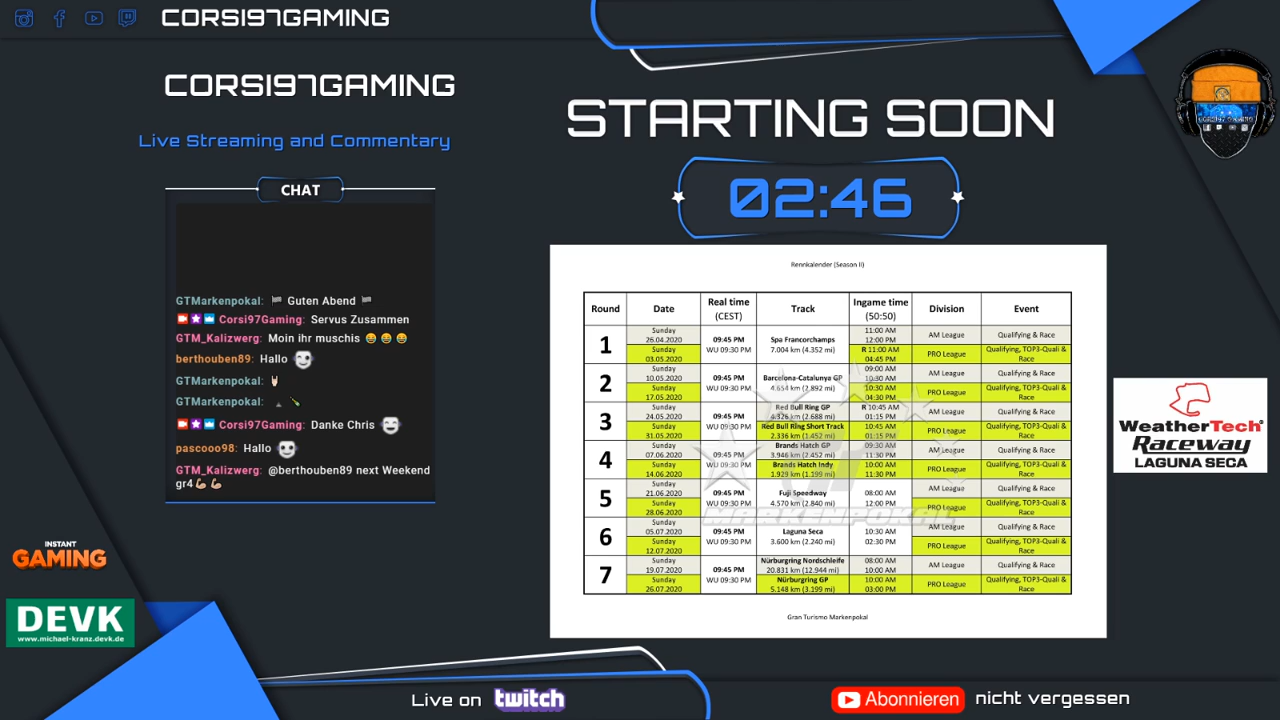 CORSI97GAMING
CORSI97GAMING
Live Streaming and Commentary
CHAT
GTMarkenpokal: Guten Abend
Corsi97Gaming: Servus Zusammen
GTM_Kalizwerg: Moin ihr muschis
berthouben89: Hallo
GTMarkenpokal:
GTMarkenpokal:
Corsi97Gaming: Danke Chris
pascooo98: Hallo
GTM_Kalizwerg: @berthouben89 next Weekend
gr4
INSTANT
GAMING
DEVK
www.michael-kranz.devk.de
STARTING SOON
02:46
Rennkalender (Season II)
Round Date Real time (CEST) Track Ingame time (50:50) Division Event
1 Sunday 26.04.2020 09:45 PM WU 09:30 PM Spa Francorchamps 7.004 km (4.352 mi) 11:00 AM 12:00 PM AM League Qualifying & Race
Sunday 03.05.2020 R 11:00 AM 04:45 PM PRO League Qualifying, TOP3-Quali & Race
2 Sunday 10.05.2020 09:45 PM WU 09:30 PM Barcelona-Catalunya GP 4.654 km (2.892 mi) 09:00 AM 10:30 AM AM League Qualifying & Race
Sunday 17.05.2020 10:30 AM 04:30 PM PRO League Qualifying, TOP3-Quali & Race
3 Sunday 24.05.2020 09:45 PM WU 09:30 PM Red Bull Ring GP 4.326 km (2.688 mi) R 10:45 AM 01:15 PM AM League Qualifying & Race
Sunday 31.05.2020 Red Bull Ring Short Track 2.336 km (1.452 mi) 10:45 AM 01:15 PM PRO League Qualifying, TOP3-Quali & Race
4 Sunday 07.06.2020 09:45 PM WU 09:30 PM Brands Hatch GP 3.946 km (2.452 mi) 09:30 AM 11:30 PM AM League Qualifying & Race
Sunday 14.06.2020 Brands Hatch Indy 1.929 km (1.199 mi) 10:00 AM 11:30 PM PRO League Qualifying, TOP3-Quali & Race
5 Sunday 21.06.2020 09:45 PM WU 09:30 PM Fuji Speedway 4.570 km (2.840 mi) 08:00 AM 12:00 PM AM League Qualifying & Race
Sunday 28.06.2020 PRO League Qualifying, TOP3-Quali & Race
6 Sunday 05.07.2020 09:45 PM WU 09:30 PM Laguna Seca 3.600 km (2.240 mi) 10:30 AM 02:30 PM AM League Qualifying & Race
Sunday 12.07.2020 PRO League Qualifying, TOP3-Quali & Race
7 Sunday 19.07.2020 09:45 PM WU 09:30 PM Nürburgring Nordschleife 20.831 km (12.944 mi) 08:00 AM 10:00 AM AM League Qualifying & Race
Sunday 26.07.2020 Nürburgring GP 5.148 km (3.199 mi) 10:00 AM 03:00 PM PRO League Qualifying, TOP3-Quali & Race
MARKENPOKAL
Gran Turismo Markenpokal
CORSI97 GAMING
WeatherTech
Raceway
LAGUNA SECA
Live on twitch
Abonnieren nicht vergessen